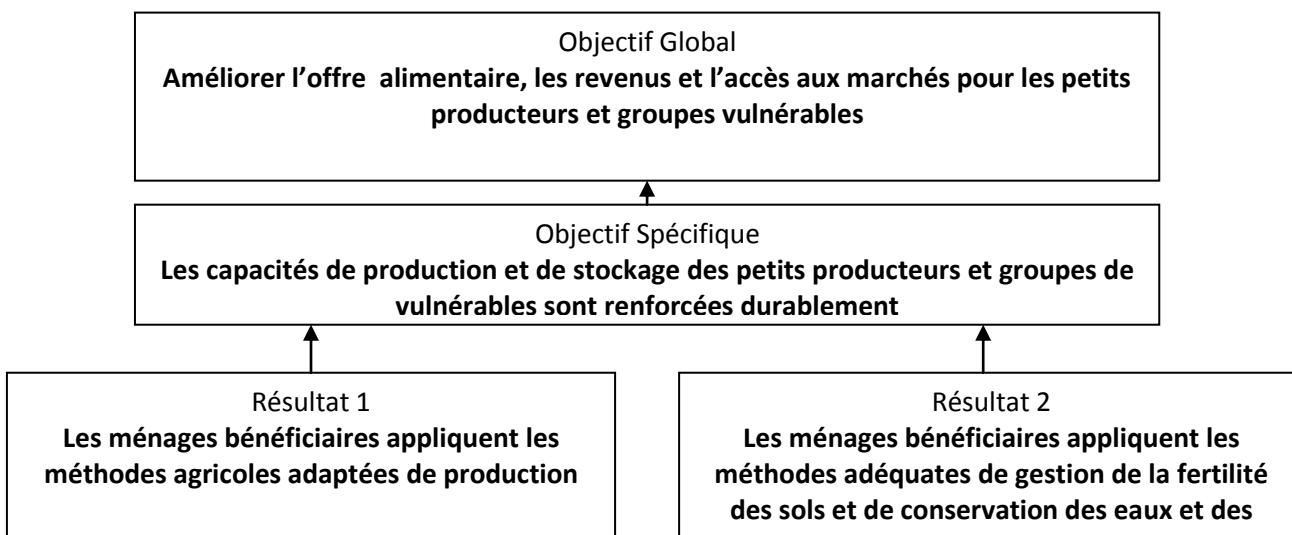 Objectif Global
Améliorer l’offre  alimentaire, les revenus et l’accès aux marchés pour les petits
producteurs et groupes vulnérables
Objectif Spécifique
Les capacités de production et de stockage des petits producteurs et groupes de
vulnérables sont renforcées durablement
Résultat 1
Les ménages bénéficiaires appliquent les
méthodes agricoles adaptées de production
Résultat 2
Les ménages bénéficiaires appliquent les
méthodes adéquates de gestion de la fertilité
des sols et de conservation des eaux et des